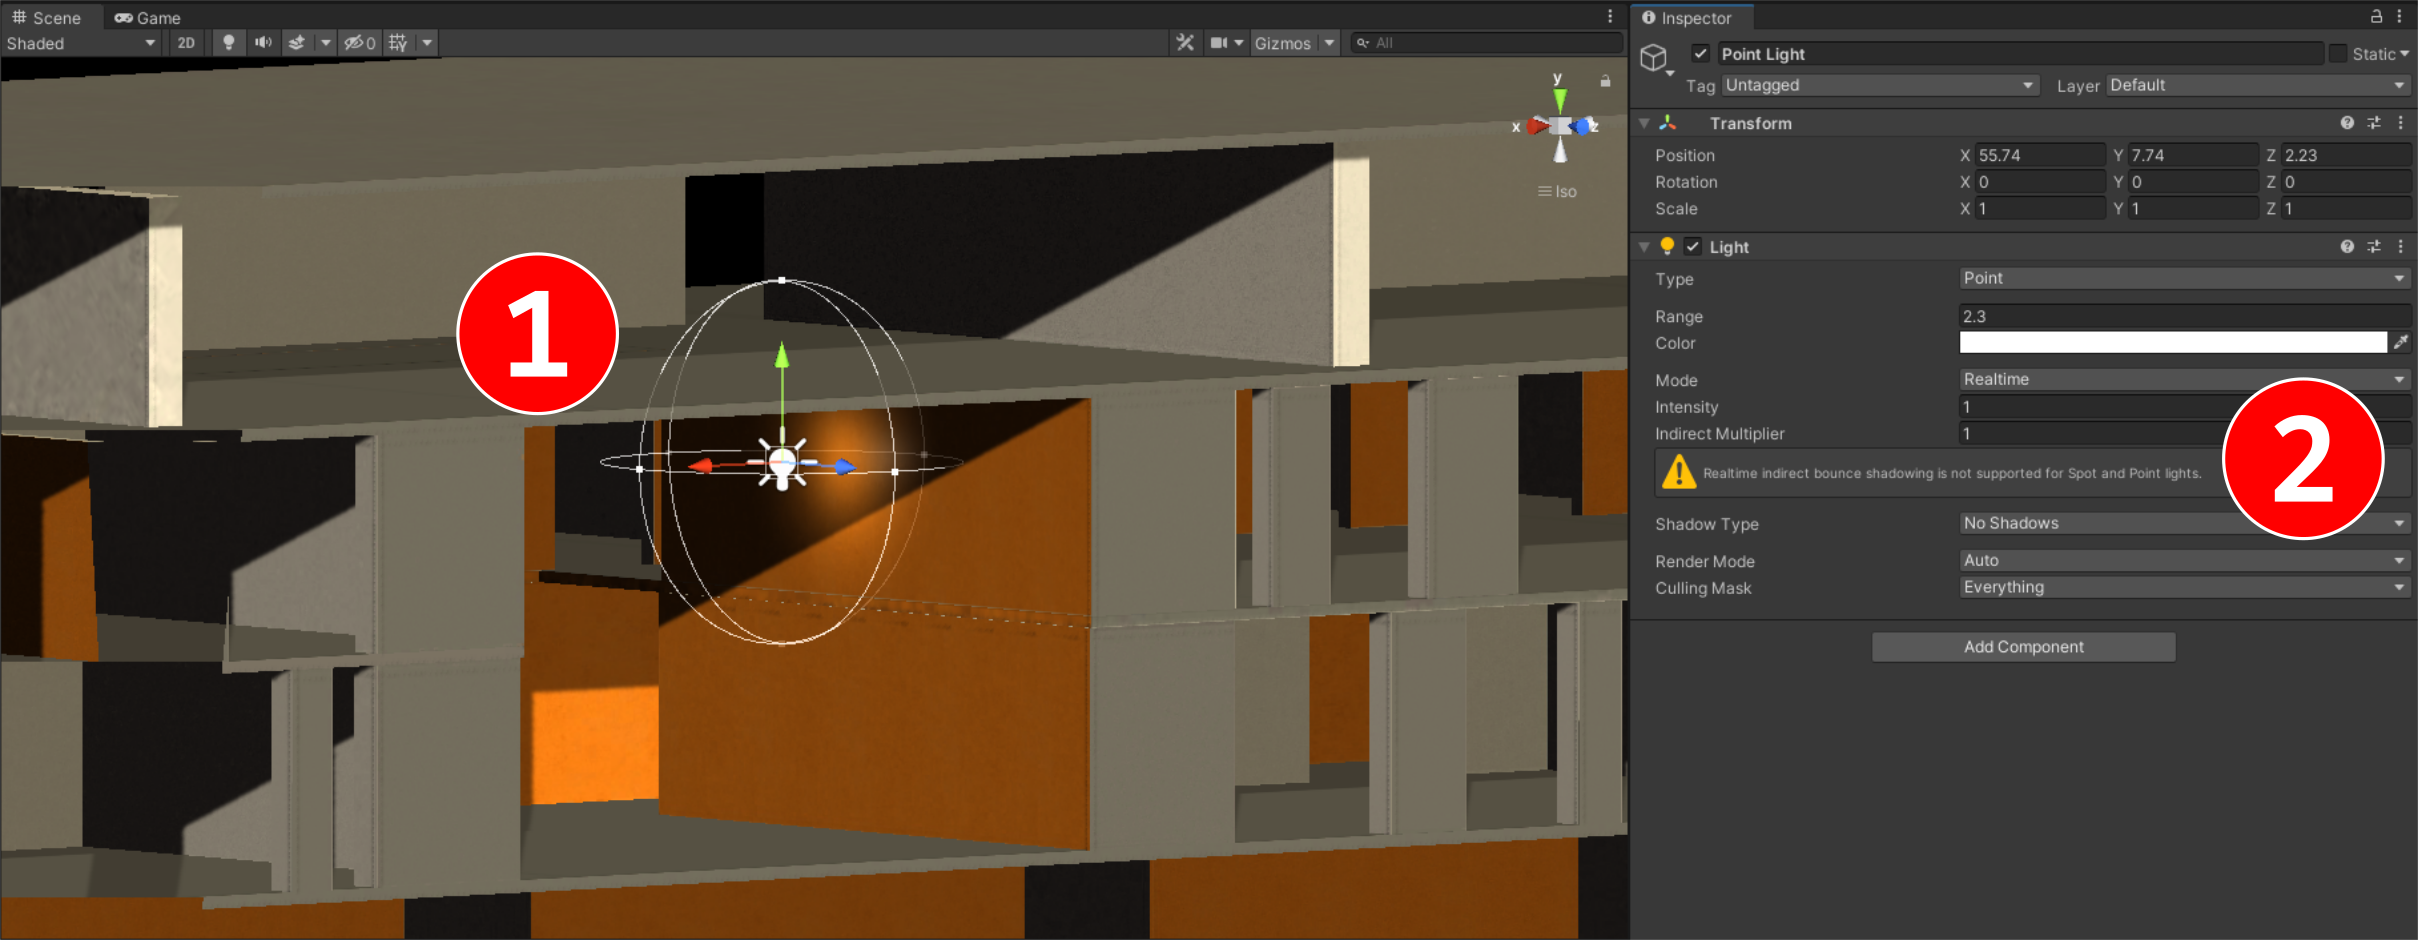 Scene Game
Shaded 2D 0 Gizmos All
y
x z
Iso
1
Inspector
Point Light Static
Tag Untagged Layer Default
Transform
Position X 55.74 Y 7.74 Z 2.23
Rotation X 0 Y 0 Z 0
Scale X 1 Y 1 Z 1
Light
Type Point
Range 2.3
Color
Mode Realtime
Intensity 1
Indirect Multiplier 1
Realtime indirect bounce shadowing is not supported for Spot and Point lights.
2
Shadow Type No Shadows
Render Mode Auto
Culling Mask Everything
Add Component